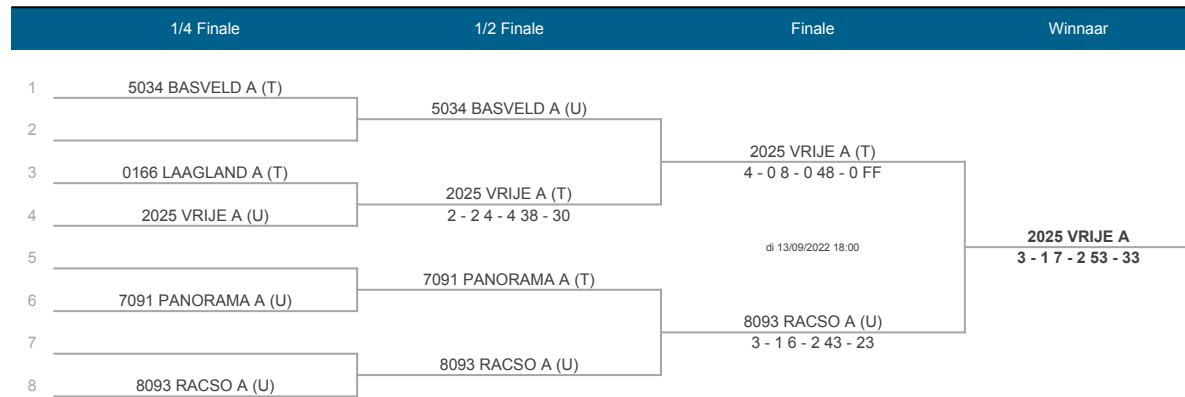 1/4 Finale 1/2 Finale Finale Winnaar
1 5034 BASVELD A (T)
5034 BASVELD A (U)
2
2025 VRIJE A (T)
3 0166 LAAGLAND A (T)
4 - 0 8 - 0 48 - 0 FF
2025 VRIJE A (T)
4 2025 VRIJE A (U)
2 - 2 4 - 4 38 - 30
2025 VRIJE A
di 13/09/2022 18:00
3 - 1 7 - 2 53 - 33
5
7091 PANORAMA A (T)
6 7091 PANORAMA A (U)
8093 RACSO A (U)
7
3 - 1 6 - 2 43 - 23
8093 RACSO A (U)
8 8093 RACSO A (U)